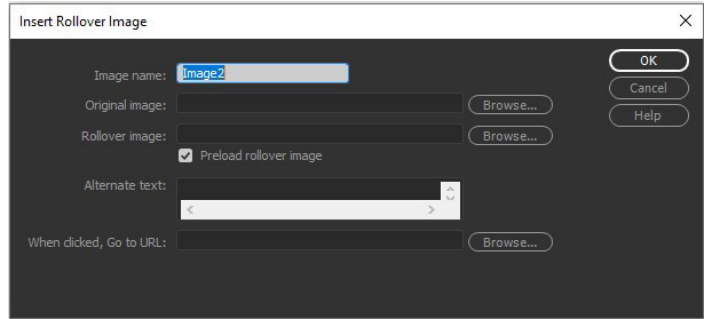 Insert Rollover Image
Image name: Image2
OK
Cancel
Original image: Browse...
Help
Rollover image: Browse...
Preload rollover image
Alternate text:
When clicked, Go to URL: Browse...